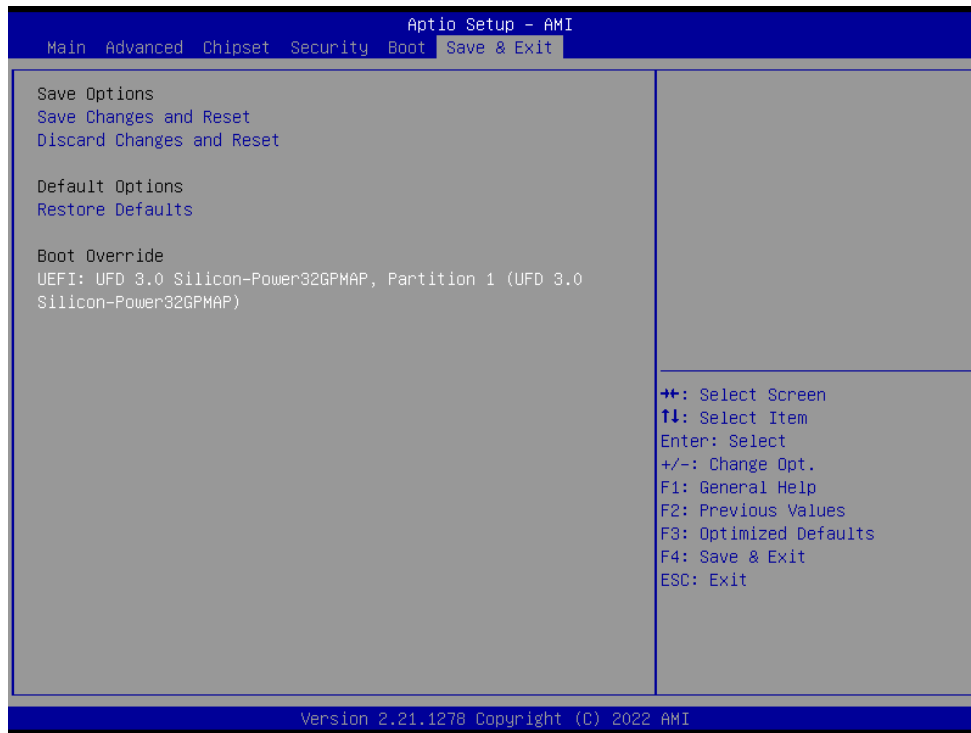 Aptio Setup – AMI
Main Advanced Chipset Security Boot Save & Exit
Save Options
Save Changes and Reset
Discard Changes and Reset
Default Options
Restore Defaults
Boot Override
UEFI: UFD 3.0 Silicon-Power32GPMAP, Partition 1 (UFD 3.0
Silicon-Power32GPMAP)
→←: Select Screen
↑↓: Select Item
Enter: Select
+/-: Change Opt.
F1: General Help
F2: Previous Values
F3: Optimized Defaults
F4: Save & Exit
ESC: Exit
Version 2.21.1278 Copyright (C) 2022 AMI